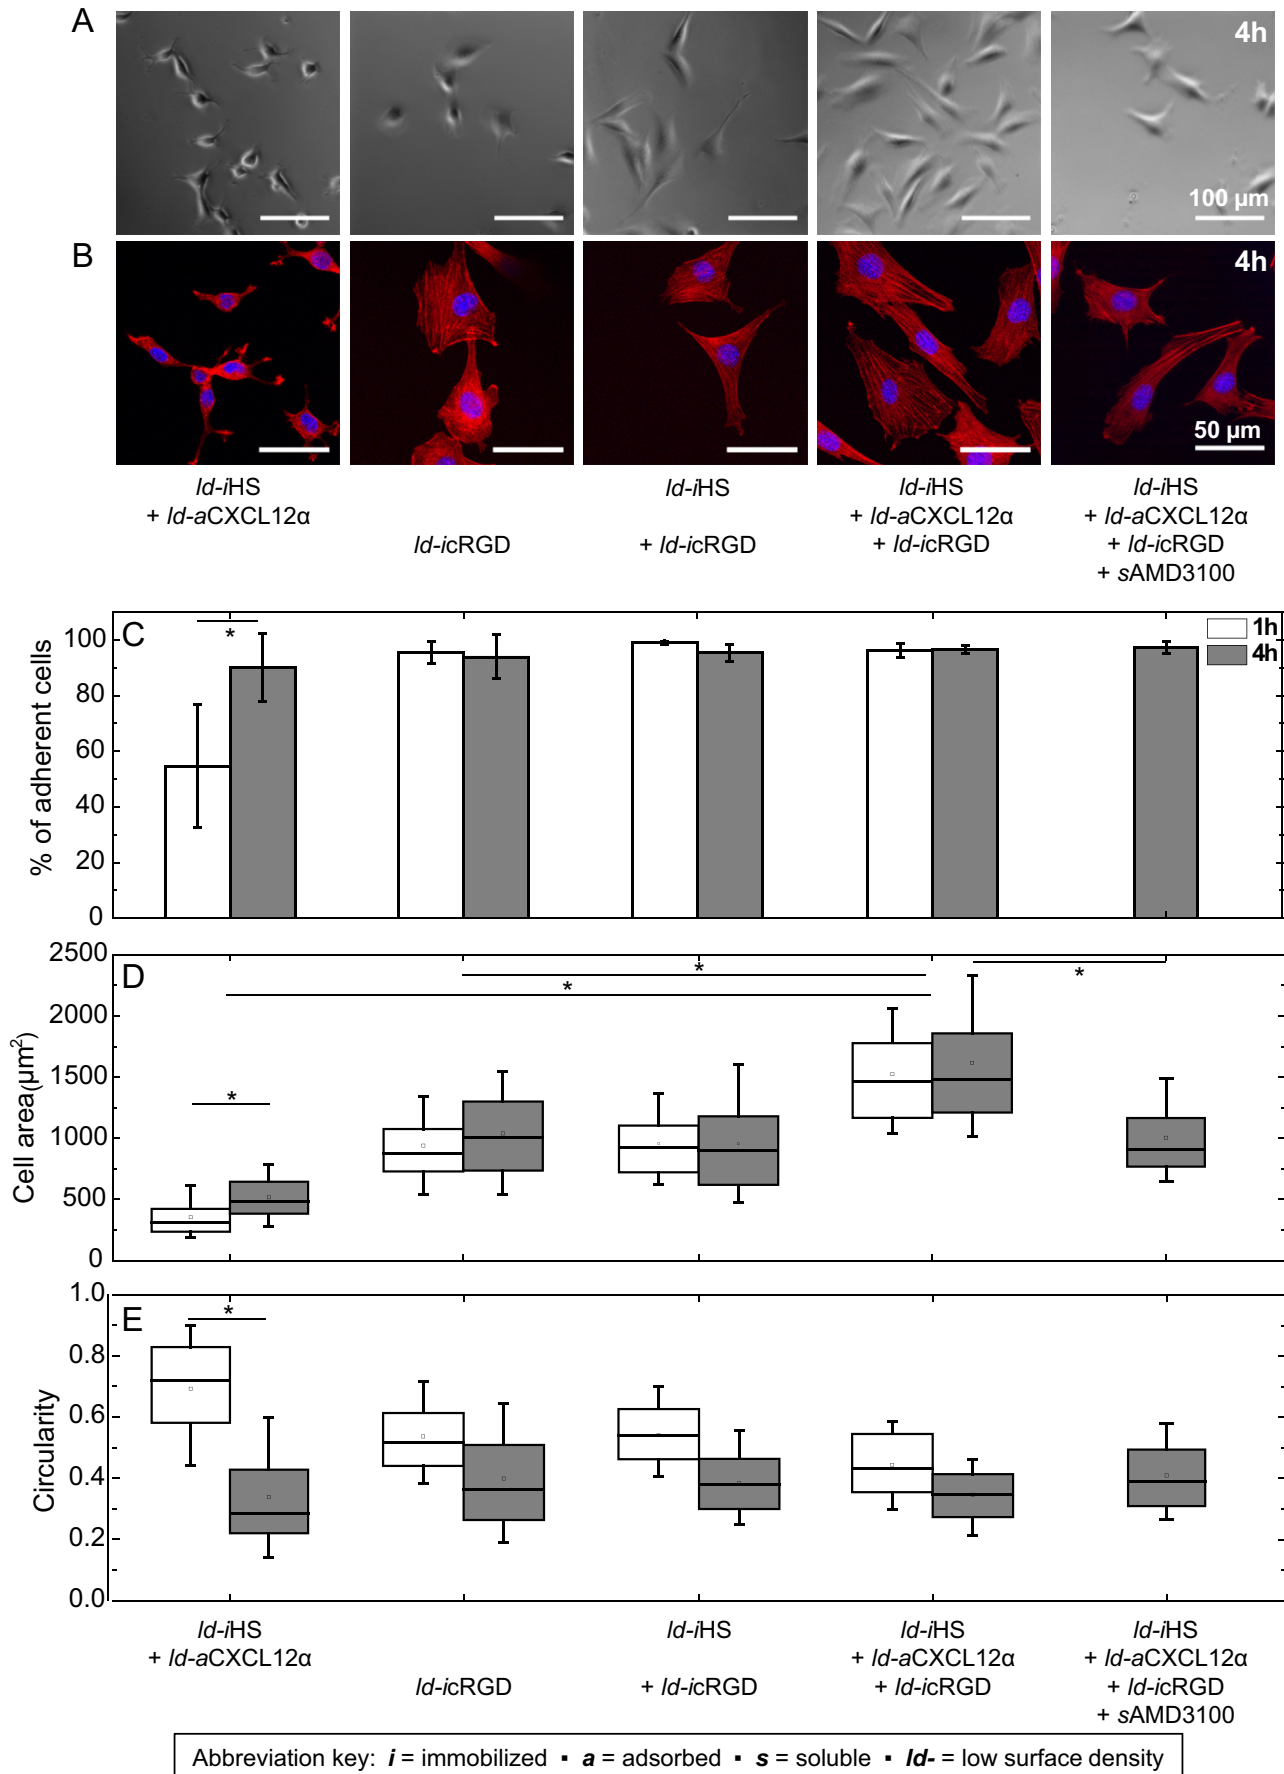 A
4h
100 µm
B
4h
50 µm
ld-iHS
+ ld-aCXCL12α
ld-icRGD
ld-iHS
+ ld-icRGD
ld-iHS
+ ld-aCXCL12α
+ ld-icRGD
ld-iHS
+ ld-aCXCL12α
+ ld-icRGD
+ sAMD3100
C
1h
4h
*
% of adherent cells
100
80
60
40
20
0
D
*
*
*
*
Cell area(µm²)
2500
2000
1500
1000
500
0
E
*
Circularity
1.0
0.8
0.6
0.4
0.2
0.0
ld-iHS
+ ld-aCXCL12α
ld-icRGD
ld-iHS
+ ld-icRGD
ld-iHS
+ ld-aCXCL12α
+ ld-icRGD
ld-iHS
+ ld-aCXCL12α
+ ld-icRGD
+ sAMD3100
Abbreviation key: i = immobilized ▪ a = adsorbed ▪ s = soluble ▪ ld- = low surface density